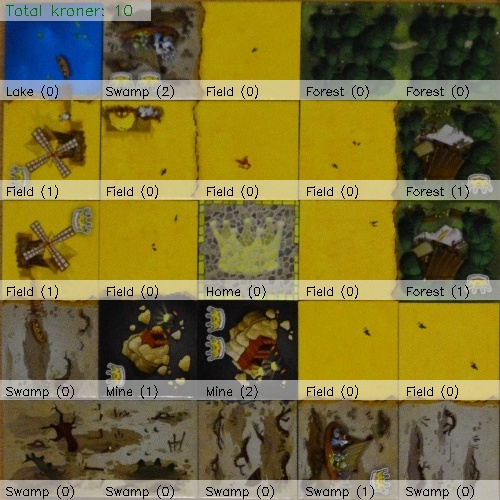 Total kroner: 10
Lake (0)
Swamp (2)
Field (0)
Forest (0)
Forest (0)
Field (1)
Field (0)
Field (0)
Field (0)
Forest (1)
Field (1)
Field (0)
Home (0)
Field (0)
Forest (1)
Swamp (0)
Mine (1)
Mine (2)
Field (0)
Field (0)
Swamp (0)
Swamp (0)
Swamp (0)
Swamp (1)
Swamp (0)